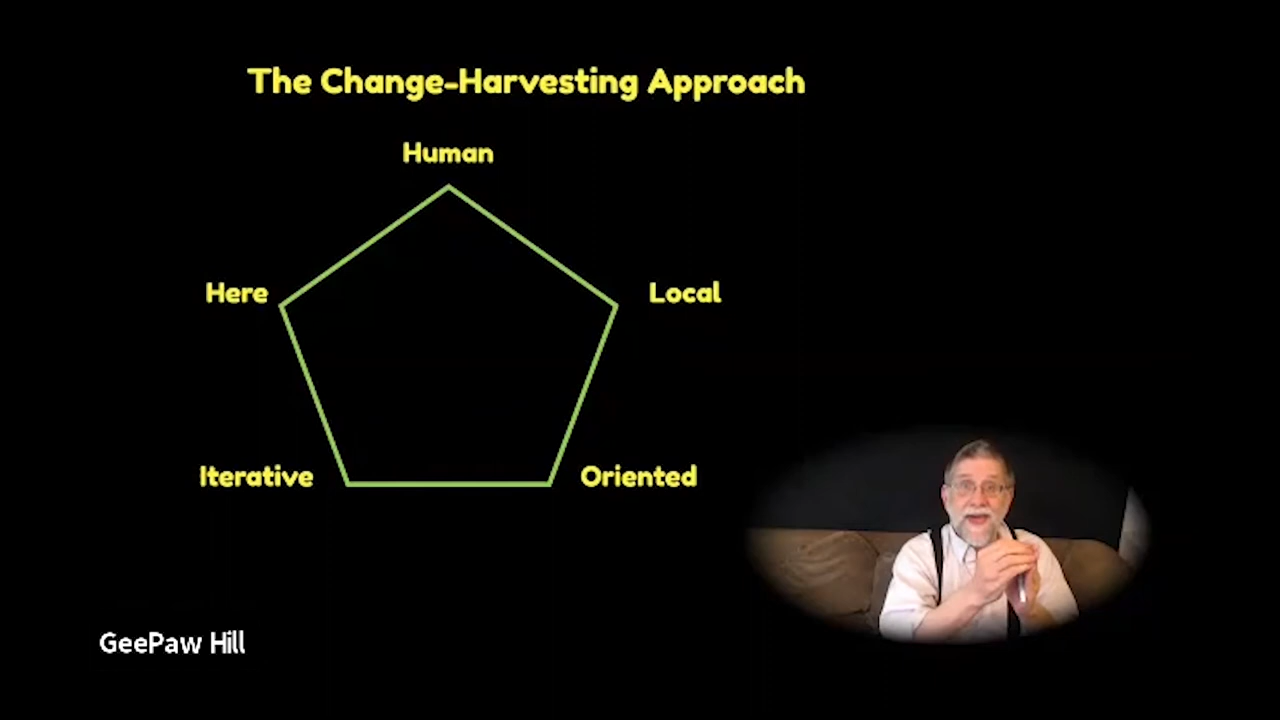 The Change-Harvesting Approach
Human
Here
Local
Iterative
Oriented
GeePaw Hill